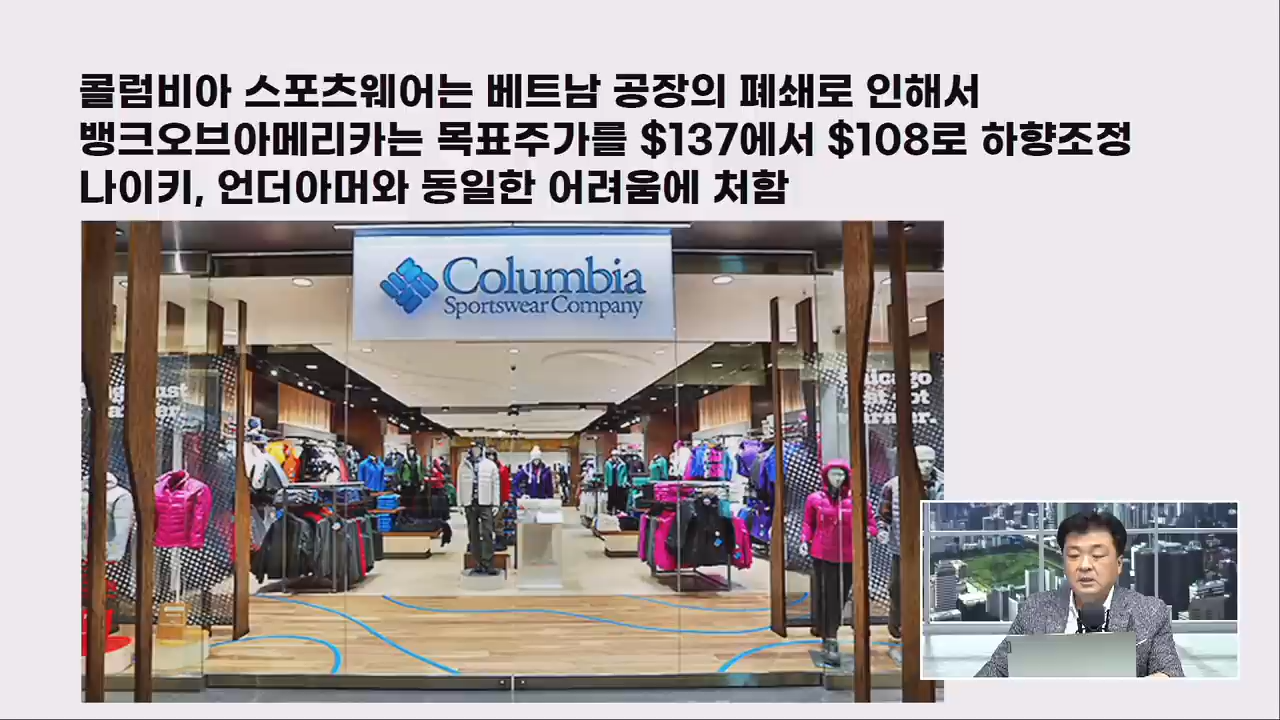 콜럼비아 스포츠웨어는 베트남 공장의 폐쇄로 인해서
뱅크오브아메리카는 목표주가를 $137에서 $108로 하향조정
나이키, 언더아머와 동일한 어려움에 처함
Columbia
Sportswear Company